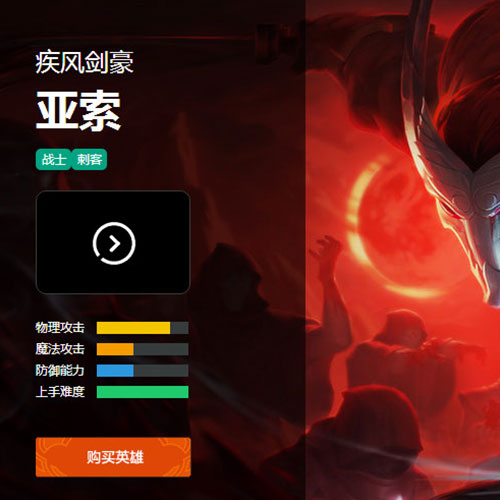 疾风剑豪
亚索
战士 刺客
物理攻击
魔法攻击
防御能力
上手难度
购买英雄